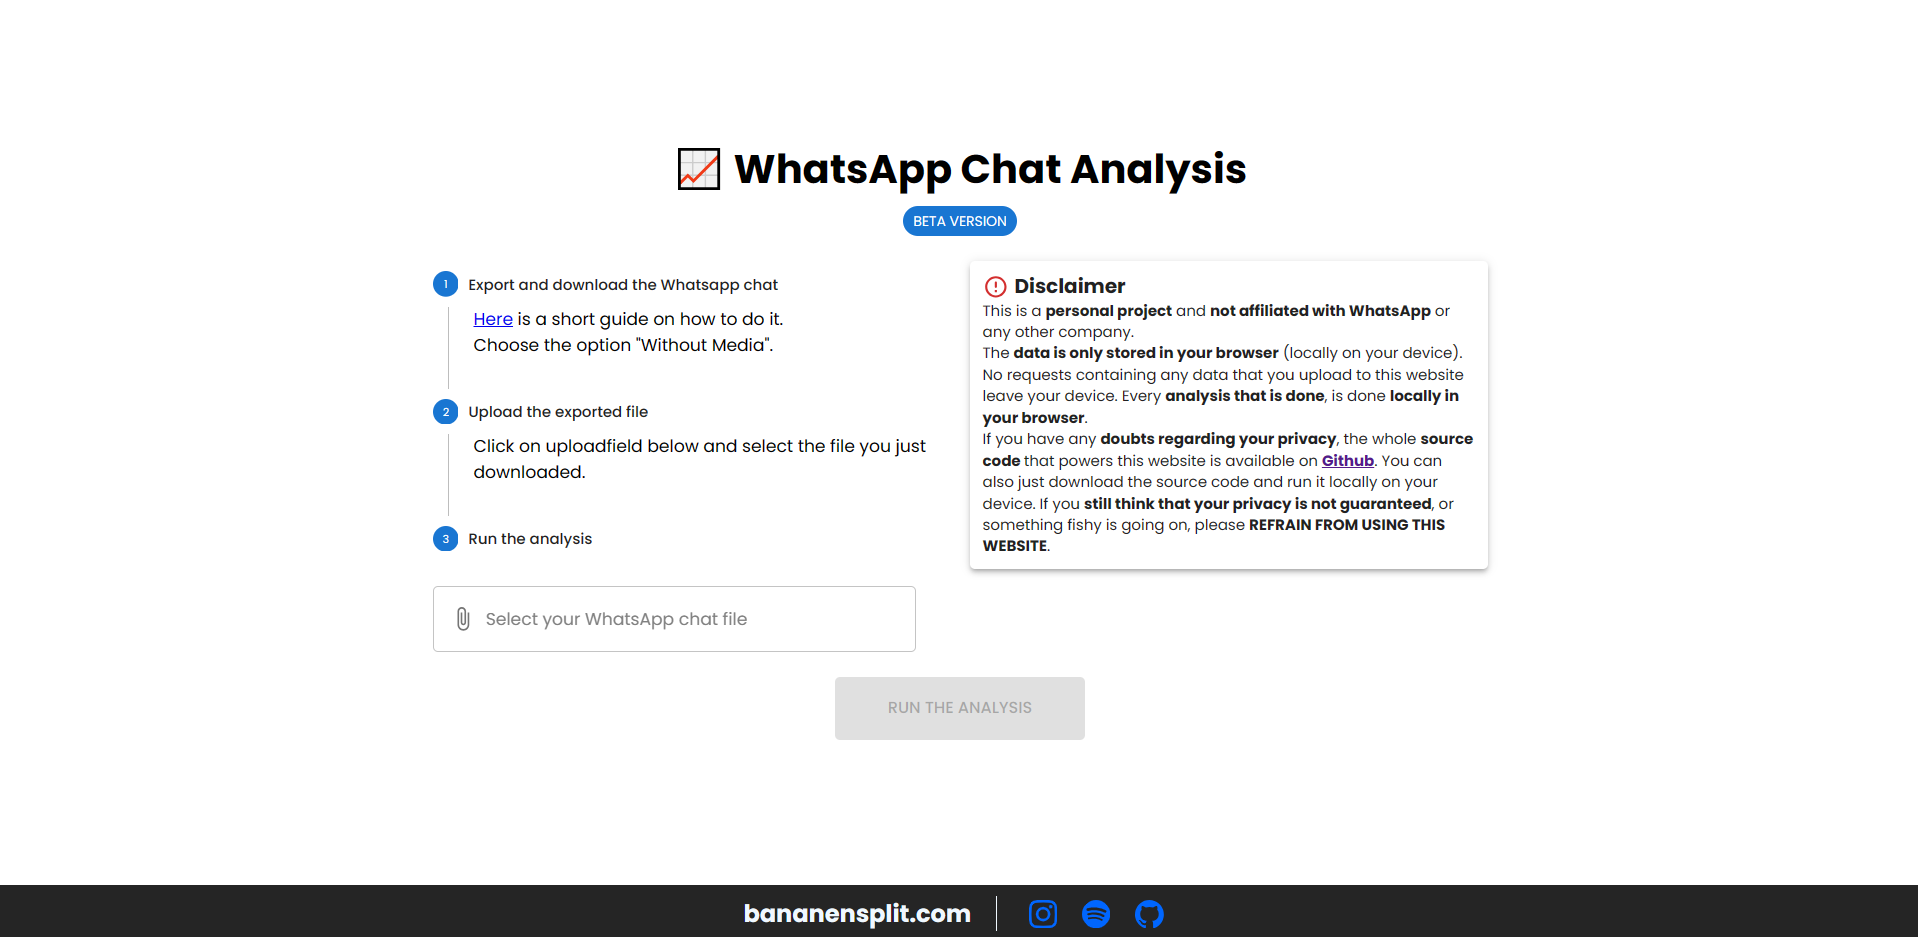 WhatsApp Chat Analysis
BETA VERSION
1 Export and download the Whatsapp chat
Here is a short guide on how to do it.
Choose the option "Without Media".
2 Upload the exported file
Click on uploadfield below and select the file you just
downloaded.
3 Run the analysis
Select your WhatsApp chat file
Disclaimer
This is a personal project and not affiliated with WhatsApp or
any other company.
The data is only stored in your browser (locally on your device).
No requests containing any data that you upload to this website
leave your device. Every analysis that is done, is done locally in
your browser.
If you have any doubts regarding your privacy, the whole source
code that powers this website is available on Github. You can
also just download the source code and run it locally on your
device. If you still think that your privacy is not guaranteed, or
something fishy is going on, please REFRAIN FROM USING THIS
WEBSITE.
RUN THE ANALYSIS
bananensplit.com